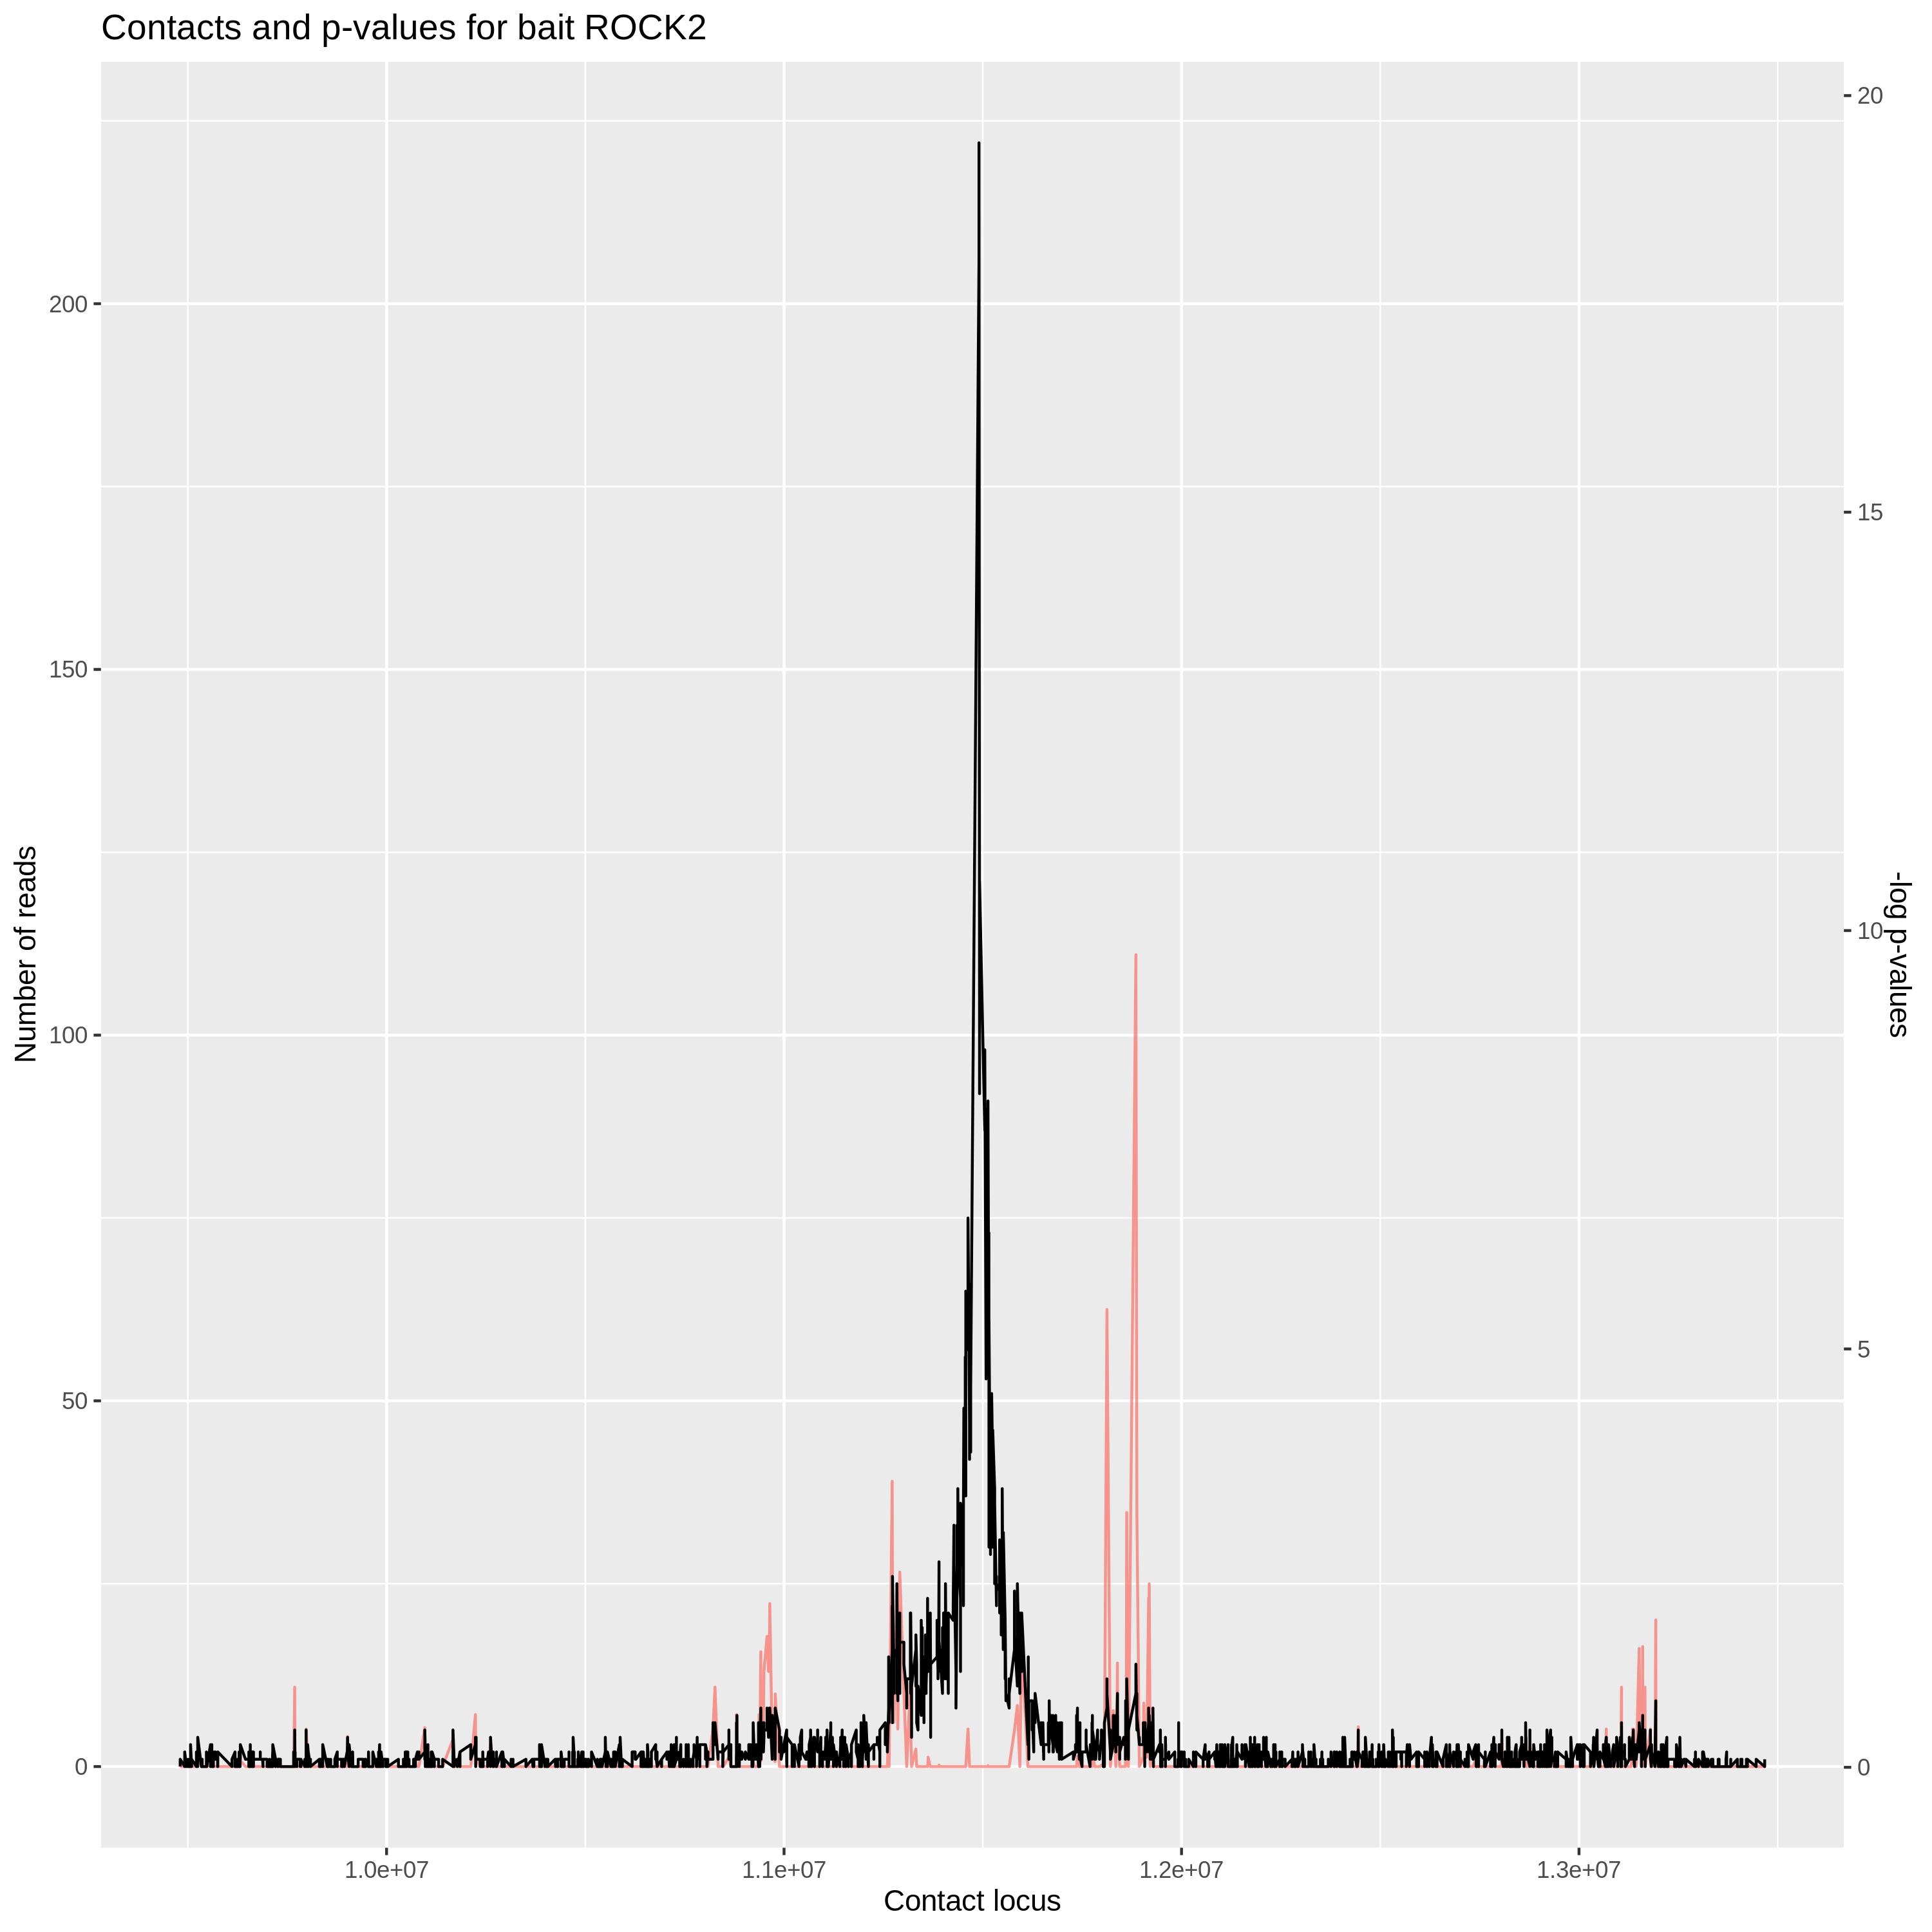 Contacts and p-values for bait ROCK2
Number of reads
200
150
100
50
0
20
15
10
5
0
-log p-values
1.0e+07
1.1e+07
1.2e+07
1.3e+07
Contact locus